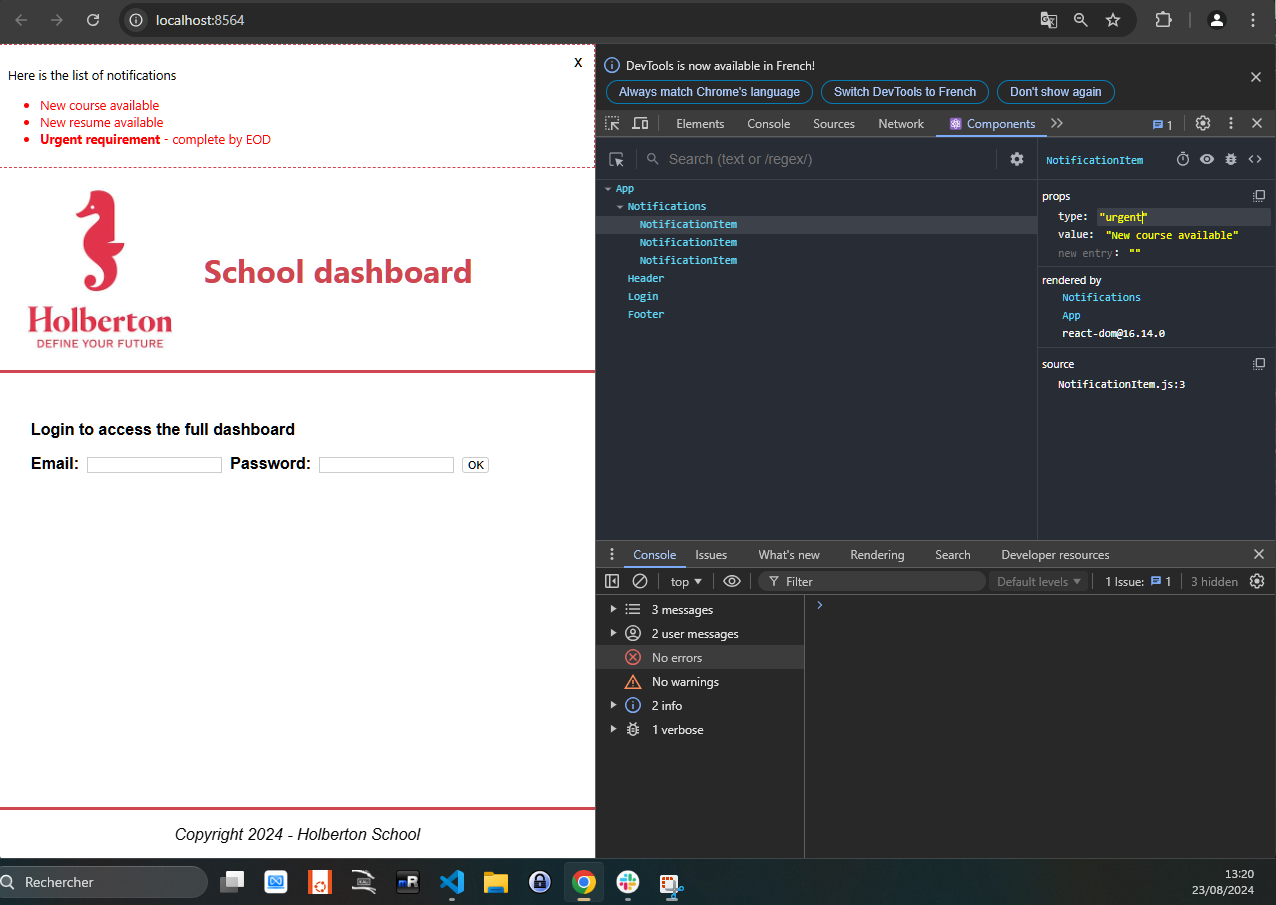 localhost:8564
X
Here is the list of notifications
New course available
New resume available
Urgent requirement - complete by EOD
Holberton
DEFINE YOUR FUTURE
School dashboard
Login to access the full dashboard
Email: Password: OK
Copyright 2024 - Holberton School
DevTools is now available in French!
Always match Chrome's language Switch DevTools to French Don't show again
Elements Console Sources Network Components 1
Search (text or /regex/)
App
Notifications
NotificationItem
NotificationItem
NotificationItem
Header
Login
Footer
NotificationItem
props
type: "urgent"
value: "New course available"
new entry: ""
rendered by
Notifications
App
react-dom@16.14.0
source
NotificationItem.js:3
Console Issues What's new Rendering Search Developer resources
top Filter Default levels 1 Issue: 1 3 hidden
3 messages
2 user messages
No errors
No warnings
2 info
1 verbose
Rechercher
R
13:20
23/08/2024